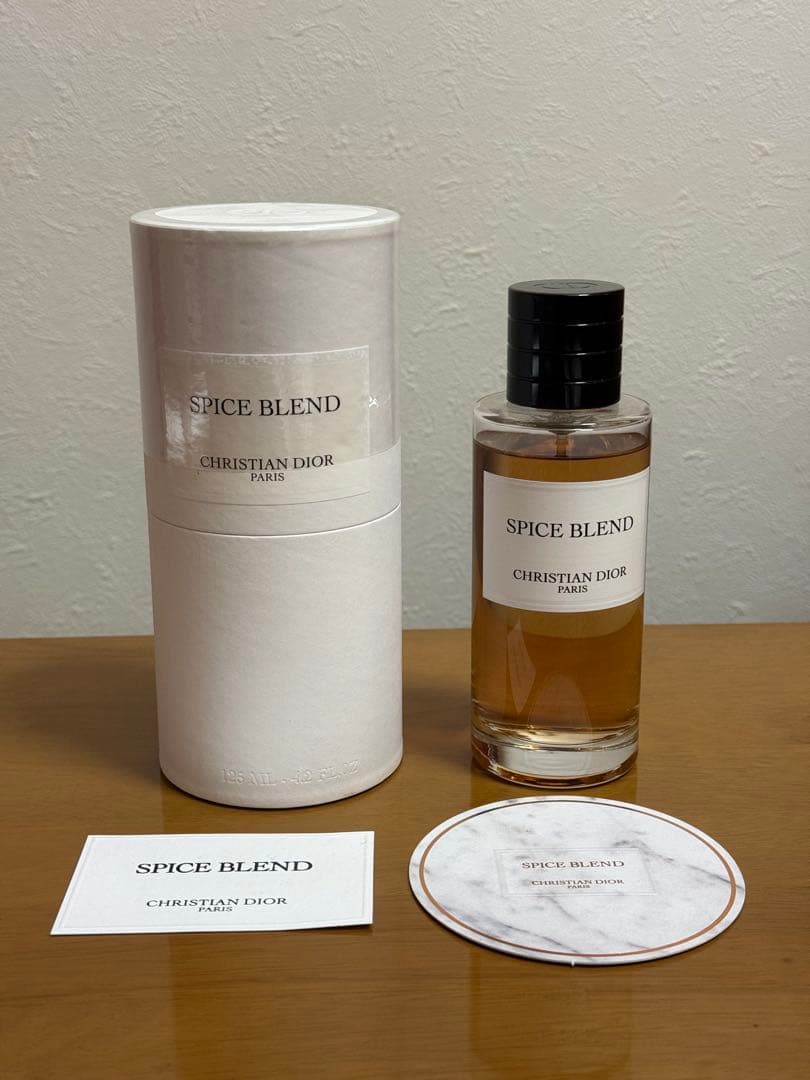 SPICE BLEND
CHRISTIAN DIOR
PARIS
125 ML - 4.2 FL.OZ
SPICE BLEND
CHRISTIAN DIOR
PARIS
SPICE BLEND
CHRISTIAN DIOR
PARIS
SPICE BLEND
CHRISTIAN DIOR
PARIS